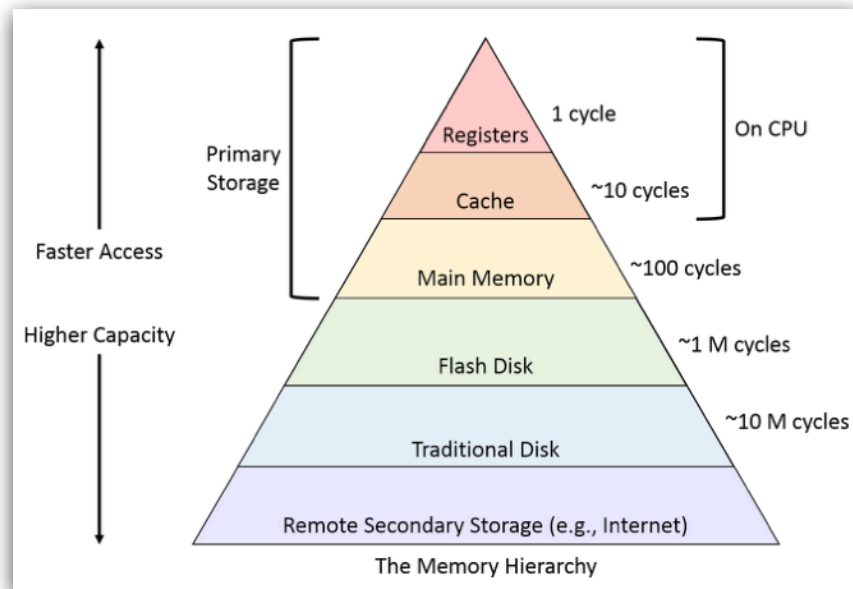 1 cycle
Registers
On CPU
Primary
Storage
~10 cycles
Cache
Faster Access
~100 cycles
Main Memory
Higher Capacity
~1 M cycles
Flash Disk
~10 M cycles
Traditional Disk
Remote Secondary Storage (e.g., Internet)
The Memory Hierarchy